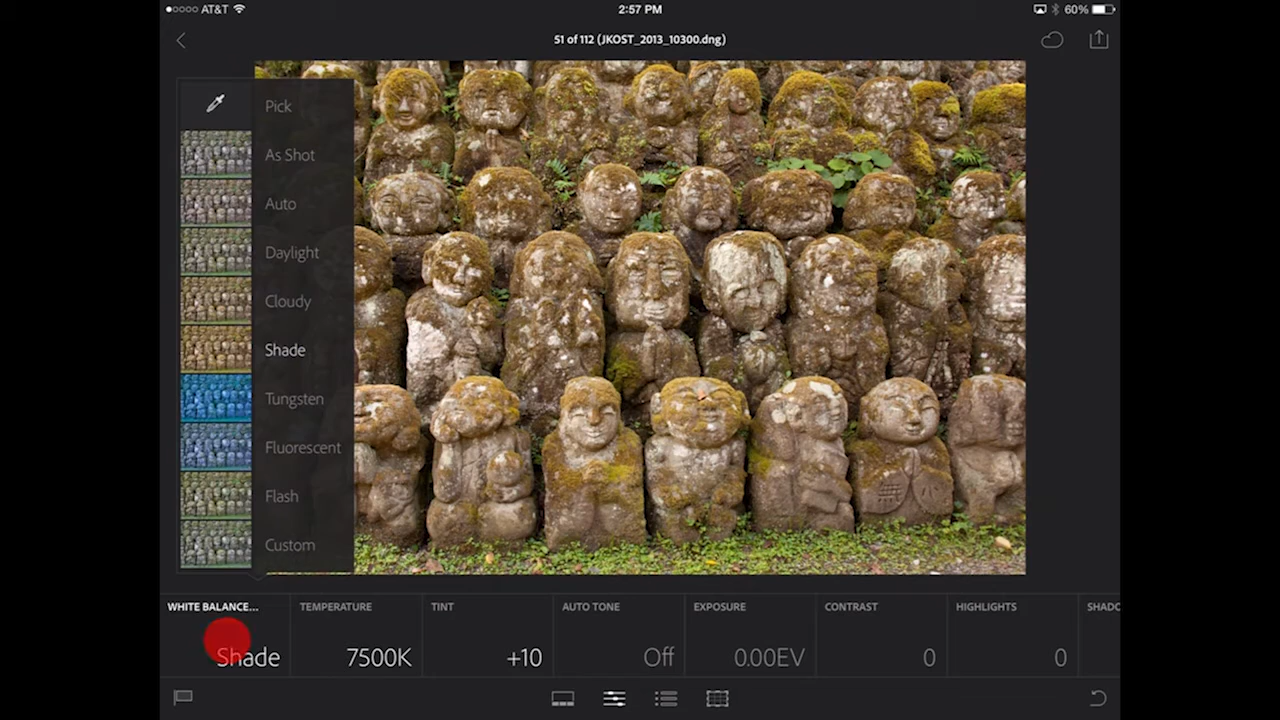 AT&T
2:57 PM
60%
51 of 112 (JKOST_2013_10300.dng)
Pick
As Shot
Auto
Daylight
Cloudy
Shade
Tungsten
Fluorescent
Flash
Custom
WHITE BALANCE...
Shade
TEMPERATURE
7500K
TINT
+10
AUTO TONE
Off
EXPOSURE
0.00EV
CONTRAST
0
HIGHLIGHTS
0
SHADO